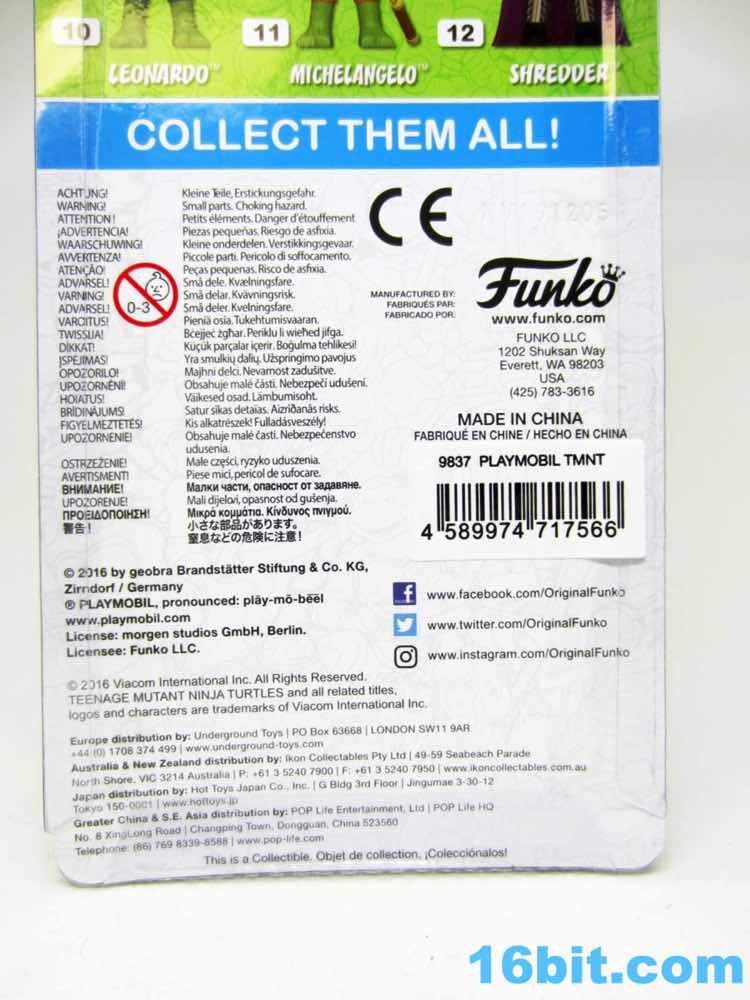 10 LEONARDO™
11 MICHELANGELO™
12 SHREDDER™
COLLECT THEM ALL!
ACHTUNG! Kleine Teile, Erstickungsgefahr.
WARNING! Small parts. Choking hazard.
ATTENTION! Petits éléments. Danger d'étouffement
¡ADVERTENCIA! Piezas pequeñas. Riesgo de asfixia.
WAARSCHUWING! Kleine onderdelen. Verstikkingsgevaar.
AVVERTENZA! Piccole parti. Pericolo di soffocamento.
ATENÇÃO! Peças pequenas. Risco de asfixia.
ADVARSEL! Små dele. Kvælningsfare.
VARNING! Små delar. Kvävningsrisk.
ADVARSEL! Små deler. Kvelningsfare.
VAROITUS! Pieniä osia. Tukehtumisvaaran.
TWISSIJA! Bċejjeċ żgħar. Periklu li wieħed jifga.
DİKKAT! Küçük parçalar içerir. Boğulma tehlikesi!
ĮSPĖJIMAS! Yra smulkių dalių. Užspringimo pavojus
OPOZORILO! Majhni delci. Nevarnost zadušitve.
UPOZORNĚNÍ! Obsahuje malé části. Nebezpečí udušení.
HOIATUS! Väikesed osad. Lämbumisoht.
BRĪDINĀJUMS! Satur sīkas detaļas. Aizrīšanās risks.
FIGYELMEZTETÉS! Kis alkatrészek! Fulladásveszély!
UPOZORNENIE! Obsahuje malé časti. Nebezpečenstvo
udusenia.
OSTRZEŻENIE! Małe części, ryzyko uduszenia.
AVERTISMENT! Piese mici, pericol de sufocare.
ВНИМАНИЕ! Малки части, опасност от задавяне.
UPOZORENJE! Mali dijelovi, opasnost od gušenja.
ΠΡΟΕΙΔΟΠΟΙΗΣΗ! Μικρά κομμάτια. Κίνδυνος πνιγμού.
警告! 小さな部品があります。
窒息などの危険に注意!
0-3
CE
MANUFACTURED BY:
FABRIQUÉS PAR:
FABRICADO POR:
Funko
www.funko.com
FUNKO LLC
1202 Shuksan Way
Everett, WA 98203
USA
(425) 783-3616
MADE IN CHINA
FABRIQUÉ EN CHINE / HECHO EN CHINA
9837 PLAYMOBIL TMNT
4 589974 717566
© 2016 by geobra Brandstätter Stiftung & Co. KG,
Zirndorf / Germany
® PLAYMOBIL, pronounced: plāy-mō-bēēl
www.playmobil.com
License: morgen studios GmbH, Berlin.
Licensee: Funko LLC.
www.facebook.com/OriginalFunko
www.twitter.com/OriginalFunko
www.instagram.com/OriginalFunko
© 2016 Viacom International Inc. All Rights Reserved.
TEENAGE MUTANT NINJA TURTLES and all related titles,
logos and characters are trademarks of Viacom International Inc.
Europe distribution by: Underground Toys | PO Box 63668 | LONDON SW11 9AR
+44 (0) 1708 374 499 | www.underground-toys.com
Australia & New Zealand distribution by: Ikon Collectables Pty Ltd | 49-59 Seabeach Parade
North Shore. VIC 3214 Australia | P: +61 3 5240 7900 | F: +61 3 5240 7950 | www.ikoncollectables.com.au
Japan distribution by: Hot Toys Japan Co., Inc. | G Bldg 3rd Floor | Jingumae 3-30-12
Tokyo 150-0001 | www.hottoys.jp
Greater China & S.E. Asia distribution by: POP Life Entertainment, Ltd | POP Life HQ
No. 8 XingLong Road | Changping Town, Dongguan, China 523560
Telephone: (86) 769 8339-8588 | www.pop-life.com
This is a Collectible. Objet de collection, ¡Coleccionalos!
16bit.com